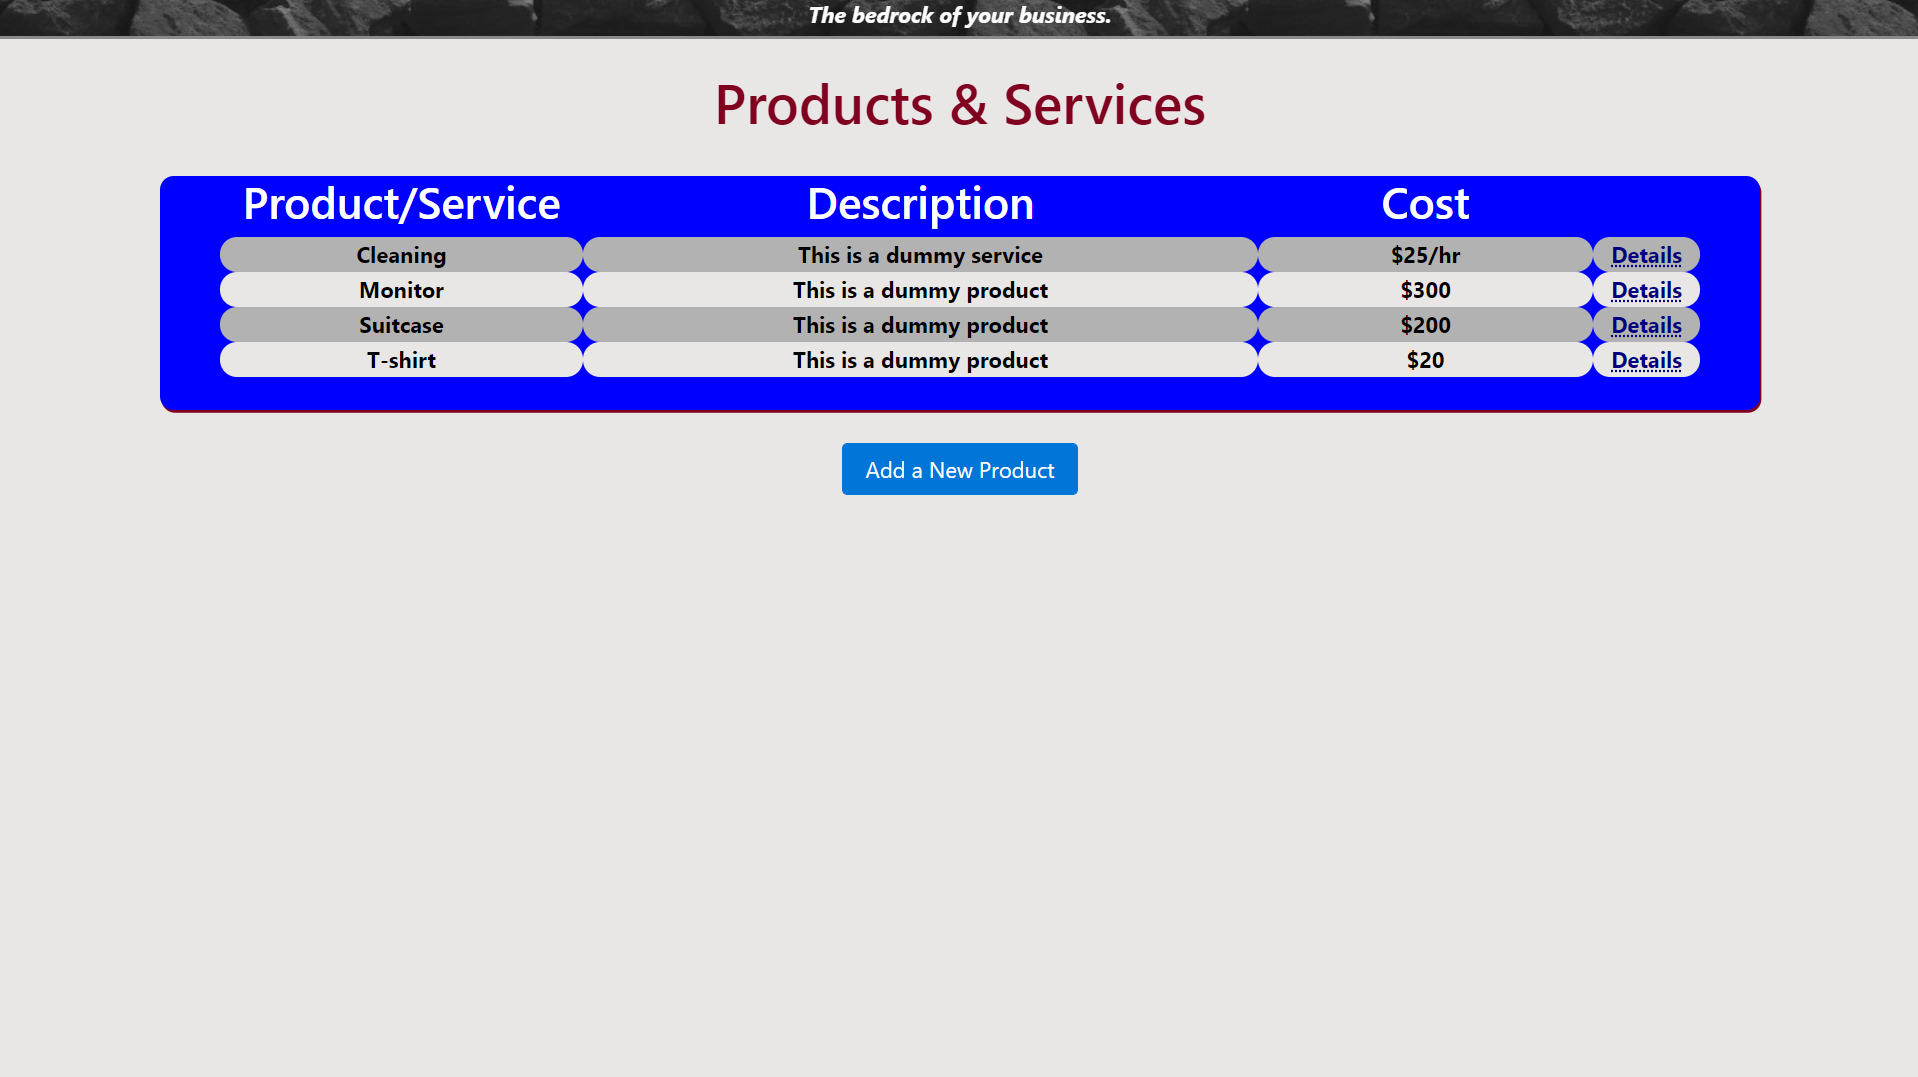 The bedrock of your business.
Products & Services
Product/Service Description Cost
Cleaning This is a dummy service $25/hr Details
Monitor This is a dummy product $300 Details
Suitcase This is a dummy product $200 Details
T-shirt This is a dummy product $20 Details
Add a New Product